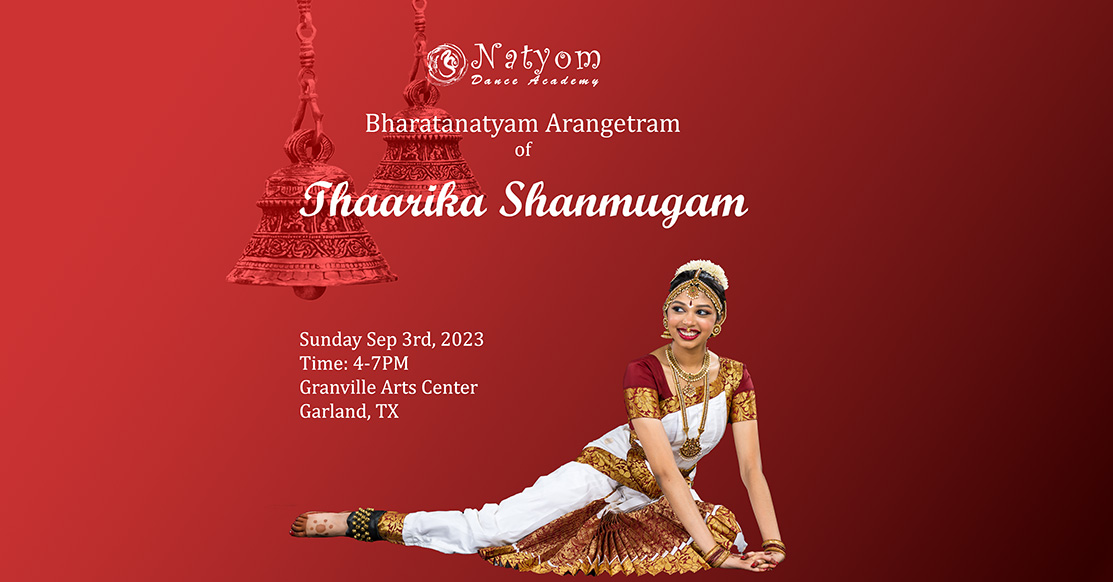 Natyom
Dance Academy
Bharatanatyam Arangetram
of
Thaarika Shanmugam
Sunday Sep 3rd, 2023
Time: 4-7PM
Granville Arts Center
Garland, TX